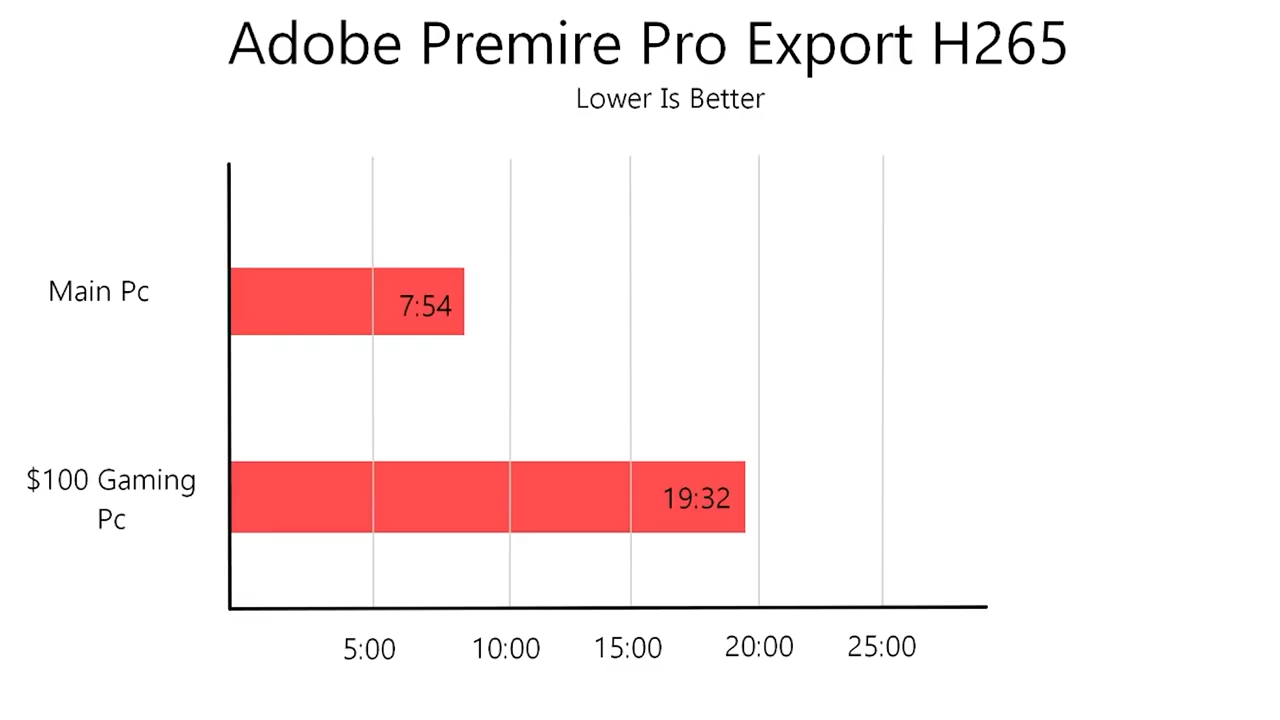 Adobe Premire Pro Export H265
Lower Is Better
Main Pc
7:54
$100 Gaming
Pc
19:32
5:00 10:00 15:00 20:00 25:00